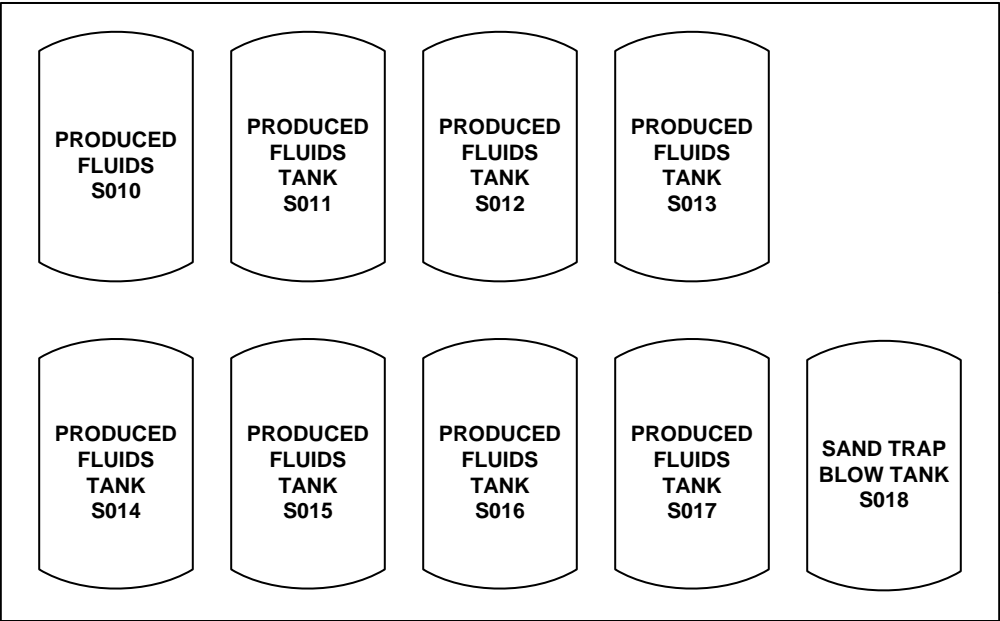 PRODUCED
FLUIDS
S010
PRODUCED
FLUIDS
TANK
S011
PRODUCED
FLUIDS
TANK
S012
PRODUCED
FLUIDS
TANK
S013
PRODUCED
FLUIDS
TANK
S014
PRODUCED
FLUIDS
TANK
S015
PRODUCED
FLUIDS
TANK
S016
PRODUCED
FLUIDS
TANK
S017
SAND TRAP
BLOW TANK
S018